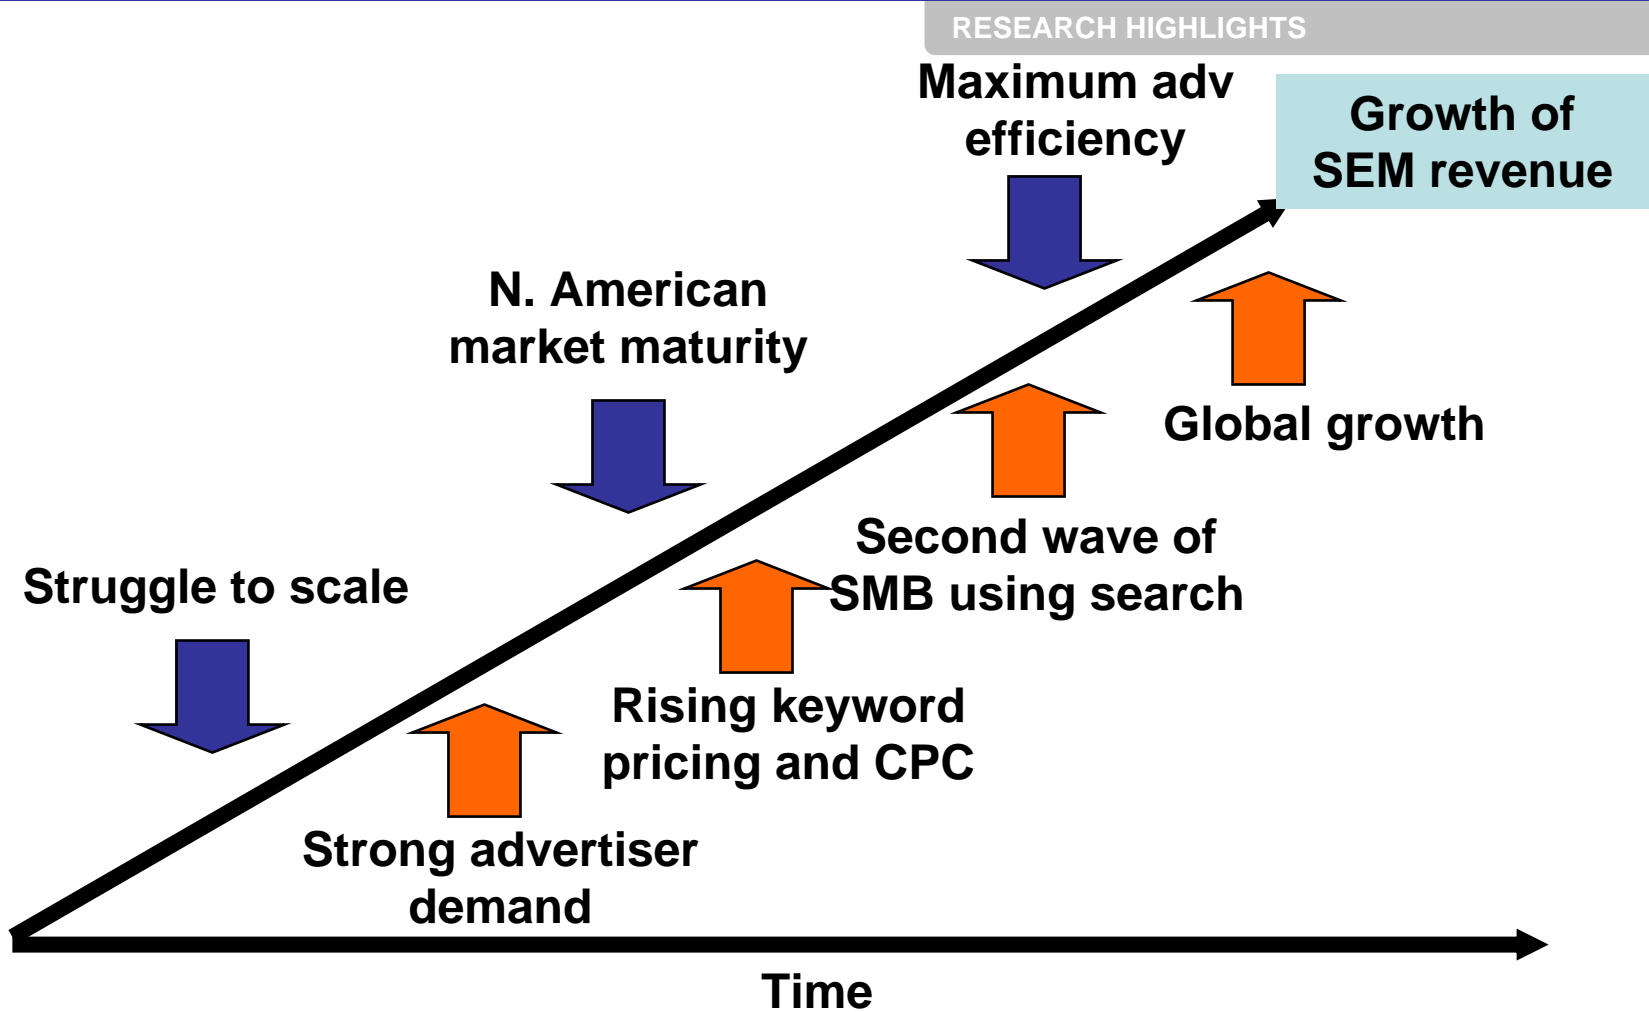 RESEARCH HIGHLIGHTS
Maximum adv
efficiency
Growth of
SEM revenue
N. American
market maturity
Global growth
Second wave of
SMB using search
Struggle to scale
Rising keyword
pricing and CPC
Strong advertiser
demand
Time